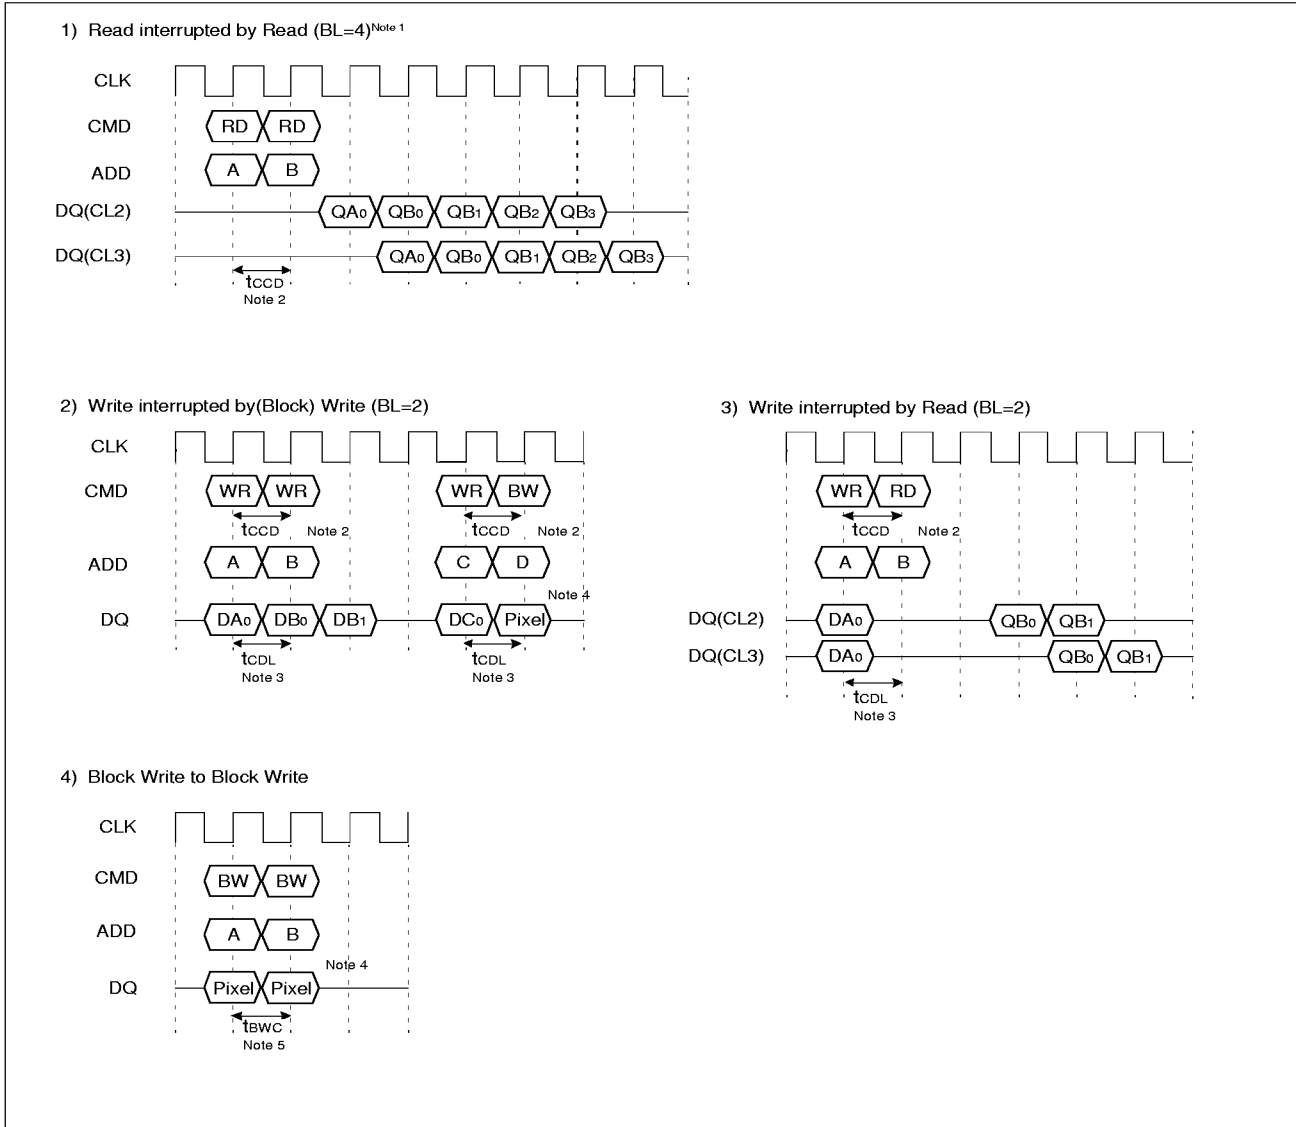 1) Read interrupted by Read (BL=4)Note 1
CLK
CMD RD RD
ADD A B
DQ(CL2) QA0 QB0 QB1 QB2 QB3
DQ(CL3) QA0 QB0 QB1 QB2 QB3
tCCD
Note 2
2) Write interrupted by(Block) Write (BL=2)
CLK
CMD WR WR WR BW
tCCD Note 2 tCCD Note 2
ADD A B C D
Note 4
DQ DA0 DB0 DB1 DC0 Pixel
tCDL tCDL
Note 3 Note 3
3) Write interrupted by Read (BL=2)
CMD WR RD
tCCD Note 2
A B
DQ(CL2) DA0 QB0 QB1
DQ(CL3) DA0 QB0 QB1
tCDL
Note 3
4) Block Write to Block Write
CLK
CMD BW BW
ADD A B
Note 4
DQ Pixel Pixel
tBWC
Note 5